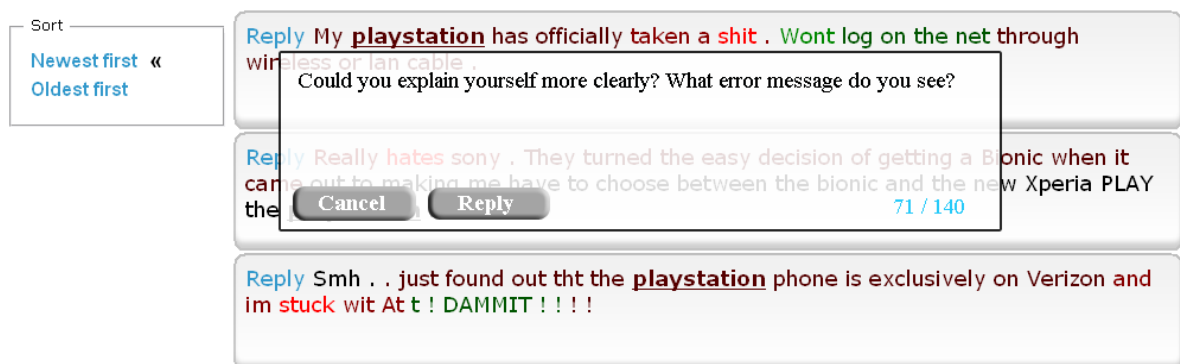 Sort
Newest first «
Oldest first
Reply My playstation has officially taken a shit . Wont log on the net through
wireless or lan cable .
Could you explain yourself more clearly? What error message do you see?
Cancel Reply 71 / 140
Reply Really hates sony . They turned the easy decision of getting a Bionic when it
came out to making me have to choose between the bionic and the new Xperia PLAY
the
Reply Smh . . just found out tht the playstation phone is exclusively on Verizon and
im stuck wit At t ! DAMMIT ! ! ! !